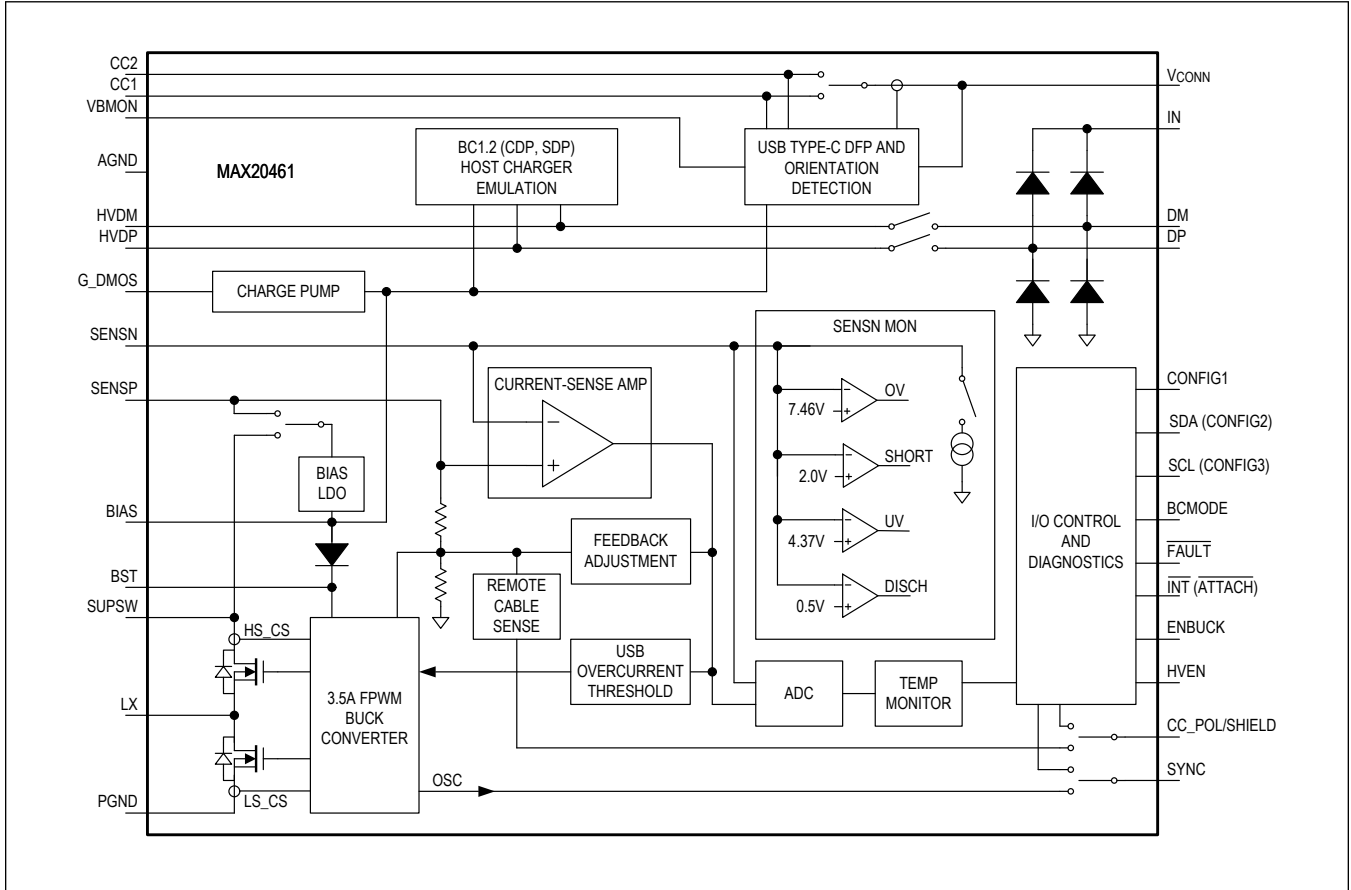 CC2
CC1
VBMON
AGND
HVDM
HVDP
G_DMOS
SENSN
SENSP
BIAS
BST
SUPSW
LX
PGND
MAX20461
BC1.2 (CDP, SDP)
HOST CHARGER
EMULATION
USB TYPE-C DFP AND
ORIENTATION
DETECTION
CHARGE PUMP
CURRENT-SENSE AMP
−
+
BIAS
LDO
FEEDBACK
ADJUSTMENT
REMOTE
CABLE
SENSE
USB
OVERCURRENT
THRESHOLD
HS_CS
LS_CS
3.5A FPWM
BUCK
CONVERTER
OSC
SENSN MON
−
+
7.46V
OV
−
+
2.0V
SHORT
−
+
4.37V
UV
−
+
0.5V
DISCH
ADC
TEMP
MONITOR
I/O CONTROL
AND
DIAGNOSTICS
VCONN
IN
DM
DP
CONFIG1
SDA (CONFIG2)
SCL (CONFIG3)
BCMODE
FAULT
INT (ATTACH)
ENBUCK
HVEN
CC_POL/SHIELD
SYNC